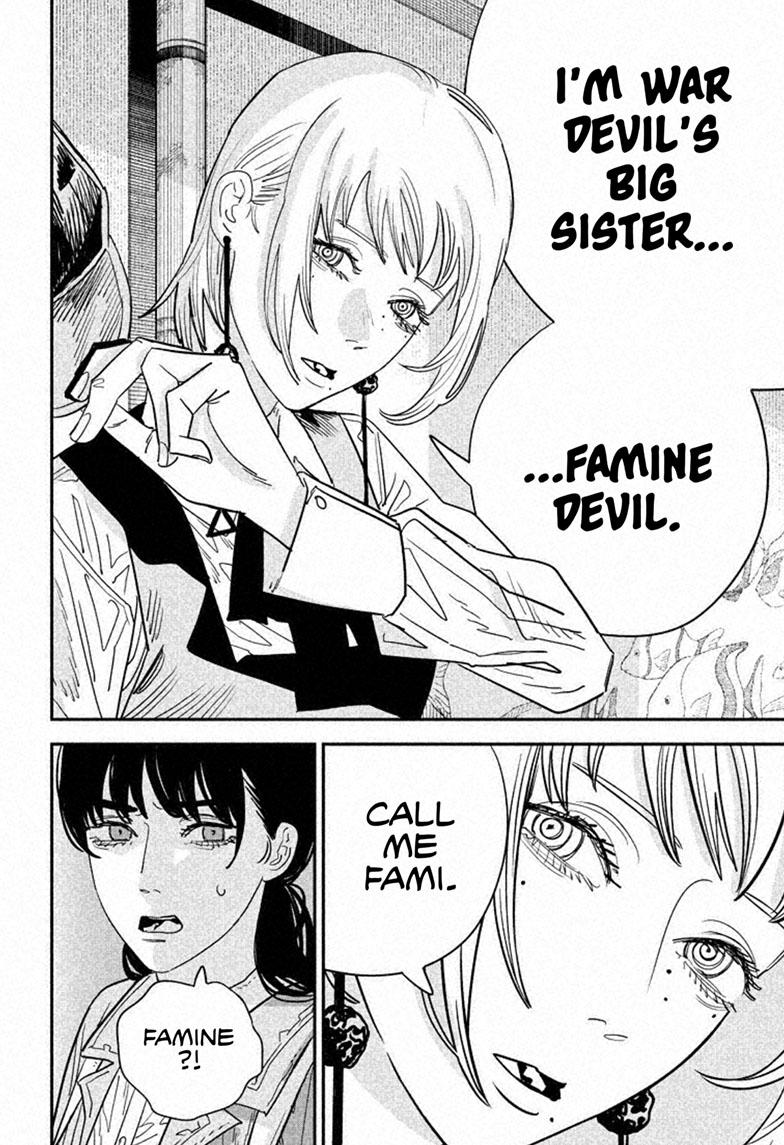 I'M WAR
DEVIL'S
BIG
SISTER...
...FAMINE
DEVIL.
FAMINE
?!
CALL
ME
FAMI.